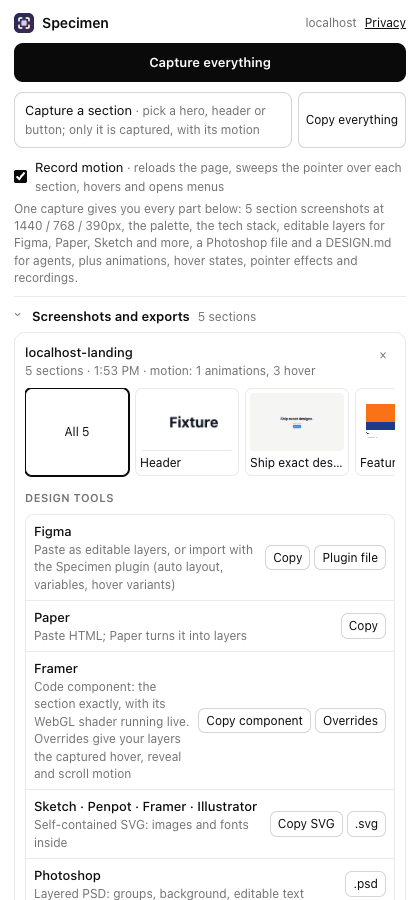 Specimen
localhost Privacy
Capture everything
Capture a section · pick a hero, header or
button; only it is captured, with its motion
Copy everything
Record motion · reloads the page, sweeps the pointer over each
section, hovers and opens menus
One capture gives you every part below: 5 section screenshots at
1440 / 768 / 390px, the palette, the tech stack, editable layers for
Figma, Paper, Sketch and more, a Photoshop file and a DESIGN.md
for agents, plus animations, hover states, pointer effects and
recordings.
Screenshots and exports 5 sections
localhost-landing
5 sections · 1:53 PM · motion: 1 animations, 3 hover
All 5
Fixture
Header
Ship exact designs.
Ship exact des...
Featur
DESIGN TOOLS
Figma
Paste as editable layers, or import with
the Specimen plugin (auto layout,
variables, hover variants)
Copy
Plugin file
Paper
Paste HTML; Paper turns it into layers
Copy
Framer
Code component: the
section exactly, with its
WebGL shader running live.
Overrides give your layers
the captured hover, reveal
and scroll motion
Copy component
Overrides
Sketch · Penpot · Framer · Illustrator
Self-contained SVG: images and fonts
inside
Copy SVG
.svg
Photoshop
Layered PSD: groups, background, editable text
.psd